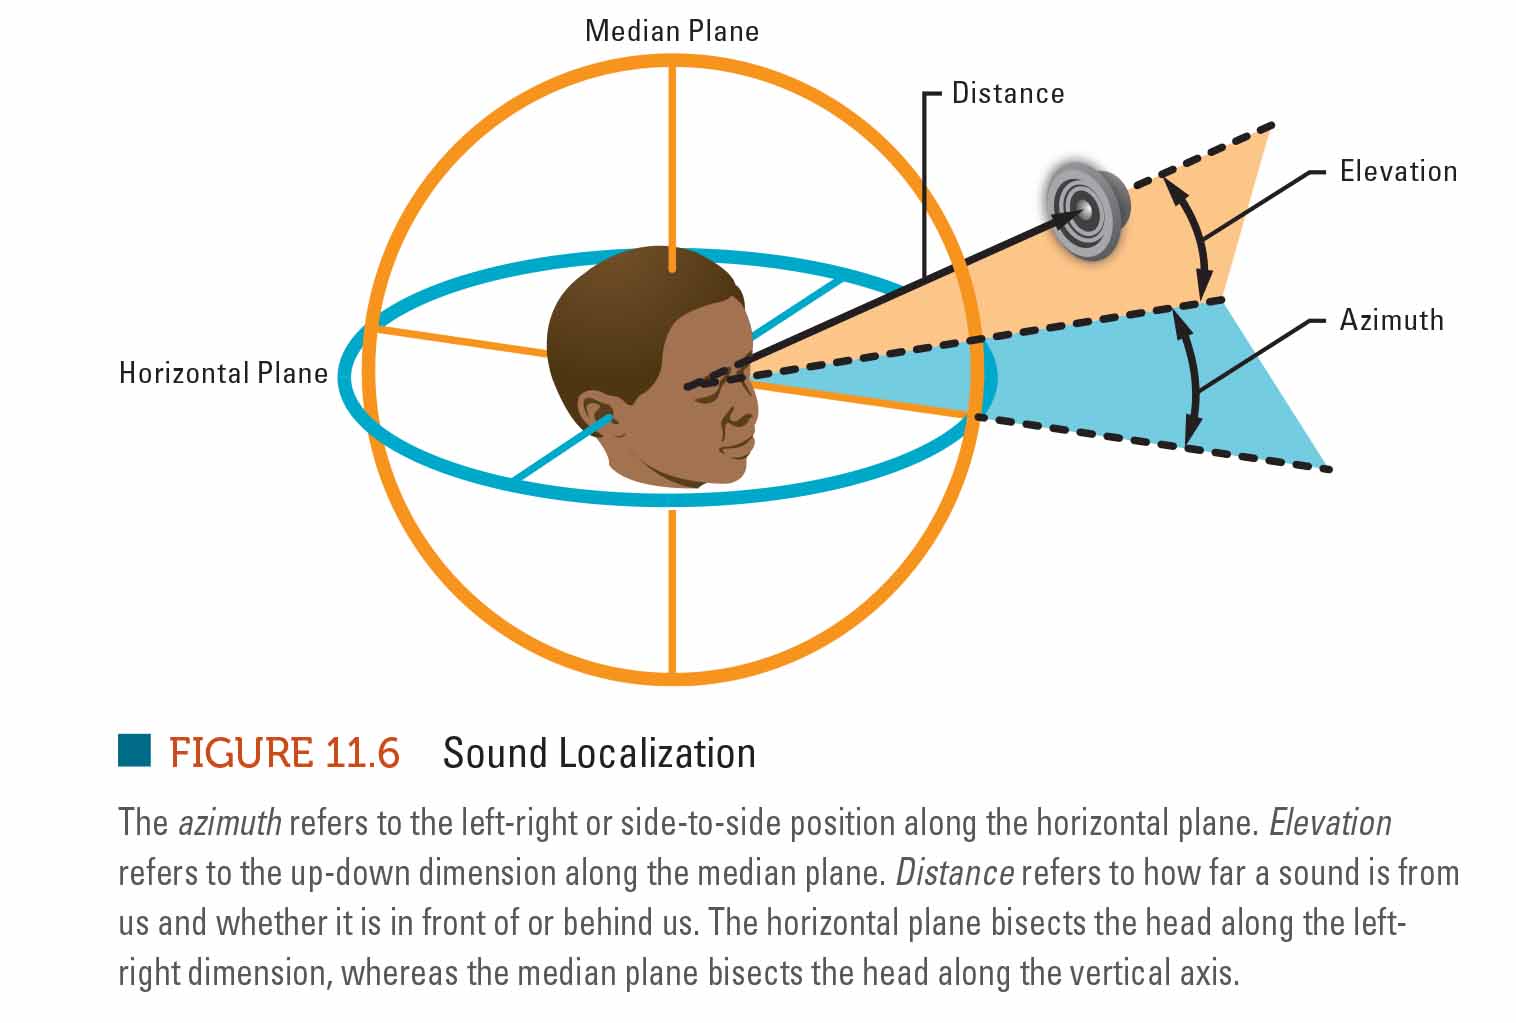 Median Plane
Distance
Elevation
Azimuth
Horizontal Plane
FIGURE 11.6 Sound Localization
The azimuth refers to the left-right or side-to-side position along the horizontal plane. Elevation
refers to the up-down dimension along the median plane. Distance refers to how far a sound is from
us and whether it is in front of or behind us. The horizontal plane bisects the head along the left-
right dimension, whereas the median plane bisects the head along the vertical axis.